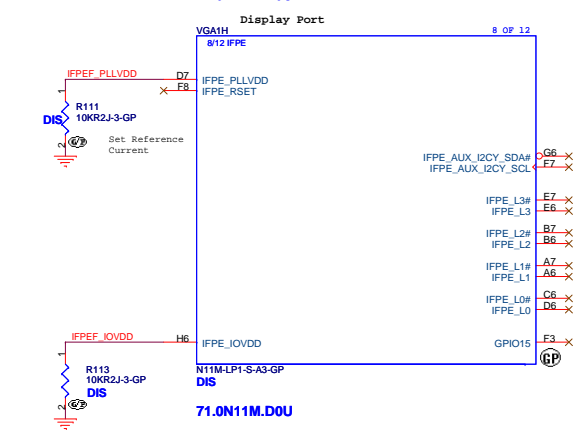 Display Port
VGA1H
8 OF 12
8/12 IFPE
IFPEF_PLLVDD
D7
IFPE_PLLVDD
F8
IFPE_RSET
1
R111
10KR2J-3-GP
DIS
2
G/P
Set Reference
Current
IFPE_AUX_I2CY_SDA#
G6
IFPE_AUX_I2CY_SCL
F7
IFPE_L3#
E7
IFPE_L3
E6
IFPE_L2#
B7
IFPE_L2
B6
IFPE_L1#
A7
IFPE_L1
A6
IFPE_L0#
C6
IFPE_L0
D6
IFPEF_IOVDD
H6
IFPE_IOVDD
GPIO15
F3
GP
1
R113
10KR2J-3-GP
DIS
2
G/P
N11M-LP1-S-A3-GP
DIS
71.0N11M.D0U